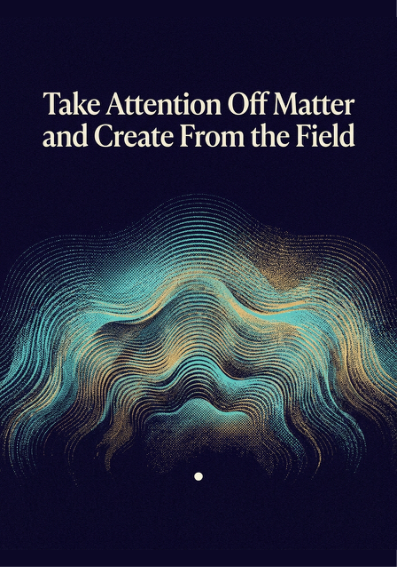 Take Attention Off Matter
and Create From the Field